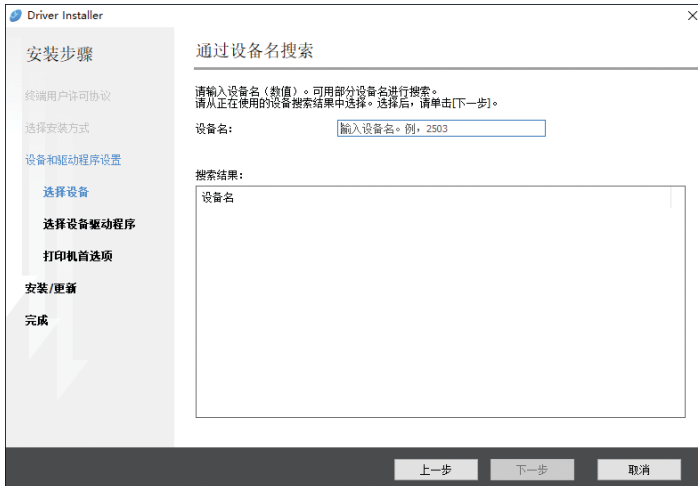 Driver Installer
安装步骤
终端用户许可协议
选择安装方式
设备和驱动程序设置
选择设备
选择设备驱动程序
打印机首选项
安装/更新
完成
通过设备名搜索
请输入设备名（数值）。可用部分设备名进行搜索。
请从正在使用的设备搜索结果中选择。选择后，请单击[下一步]。
设备名：
输入设备名。例，2503
搜索结果：
设备名
上一步
下一步
取消